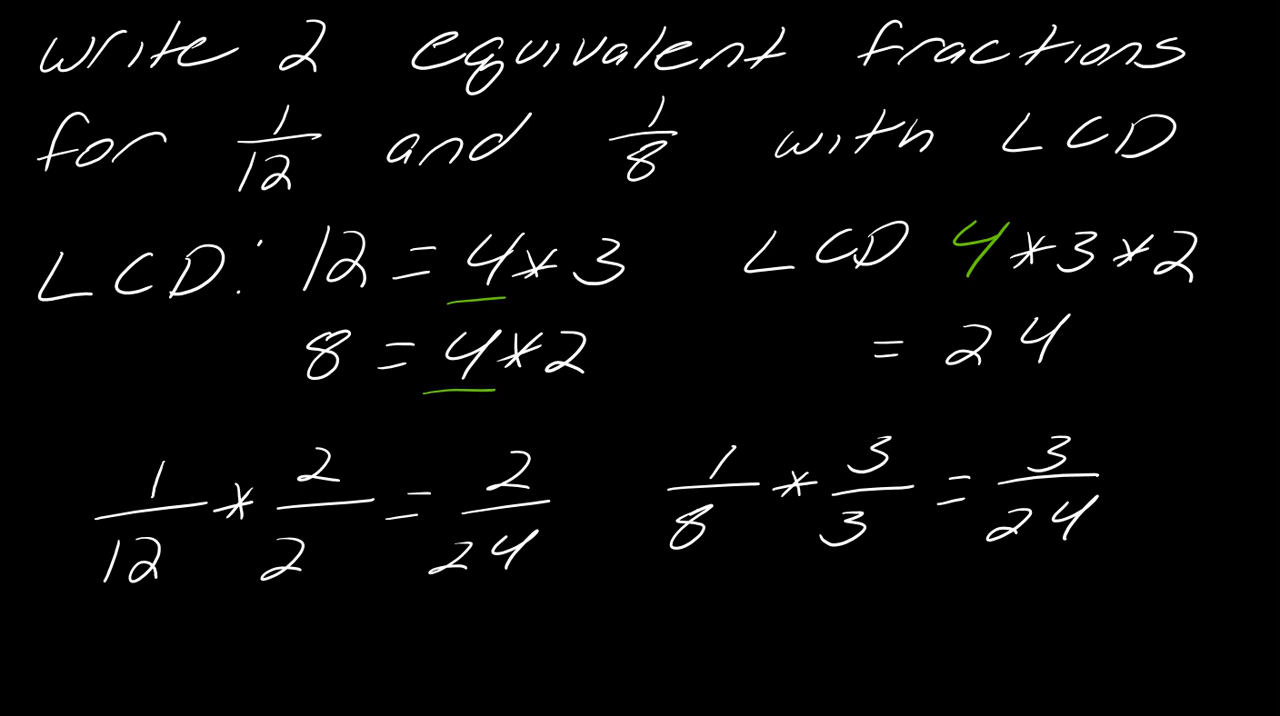 write 2 equivalent fractions
for 1/12 and 1/8 with LCD
LCD: 12 = 4*3 LCD 4*3*2
8 = 4*2 = 24
1/12 * 2/2 = 2/24 1/8 * 3/3 = 3/24